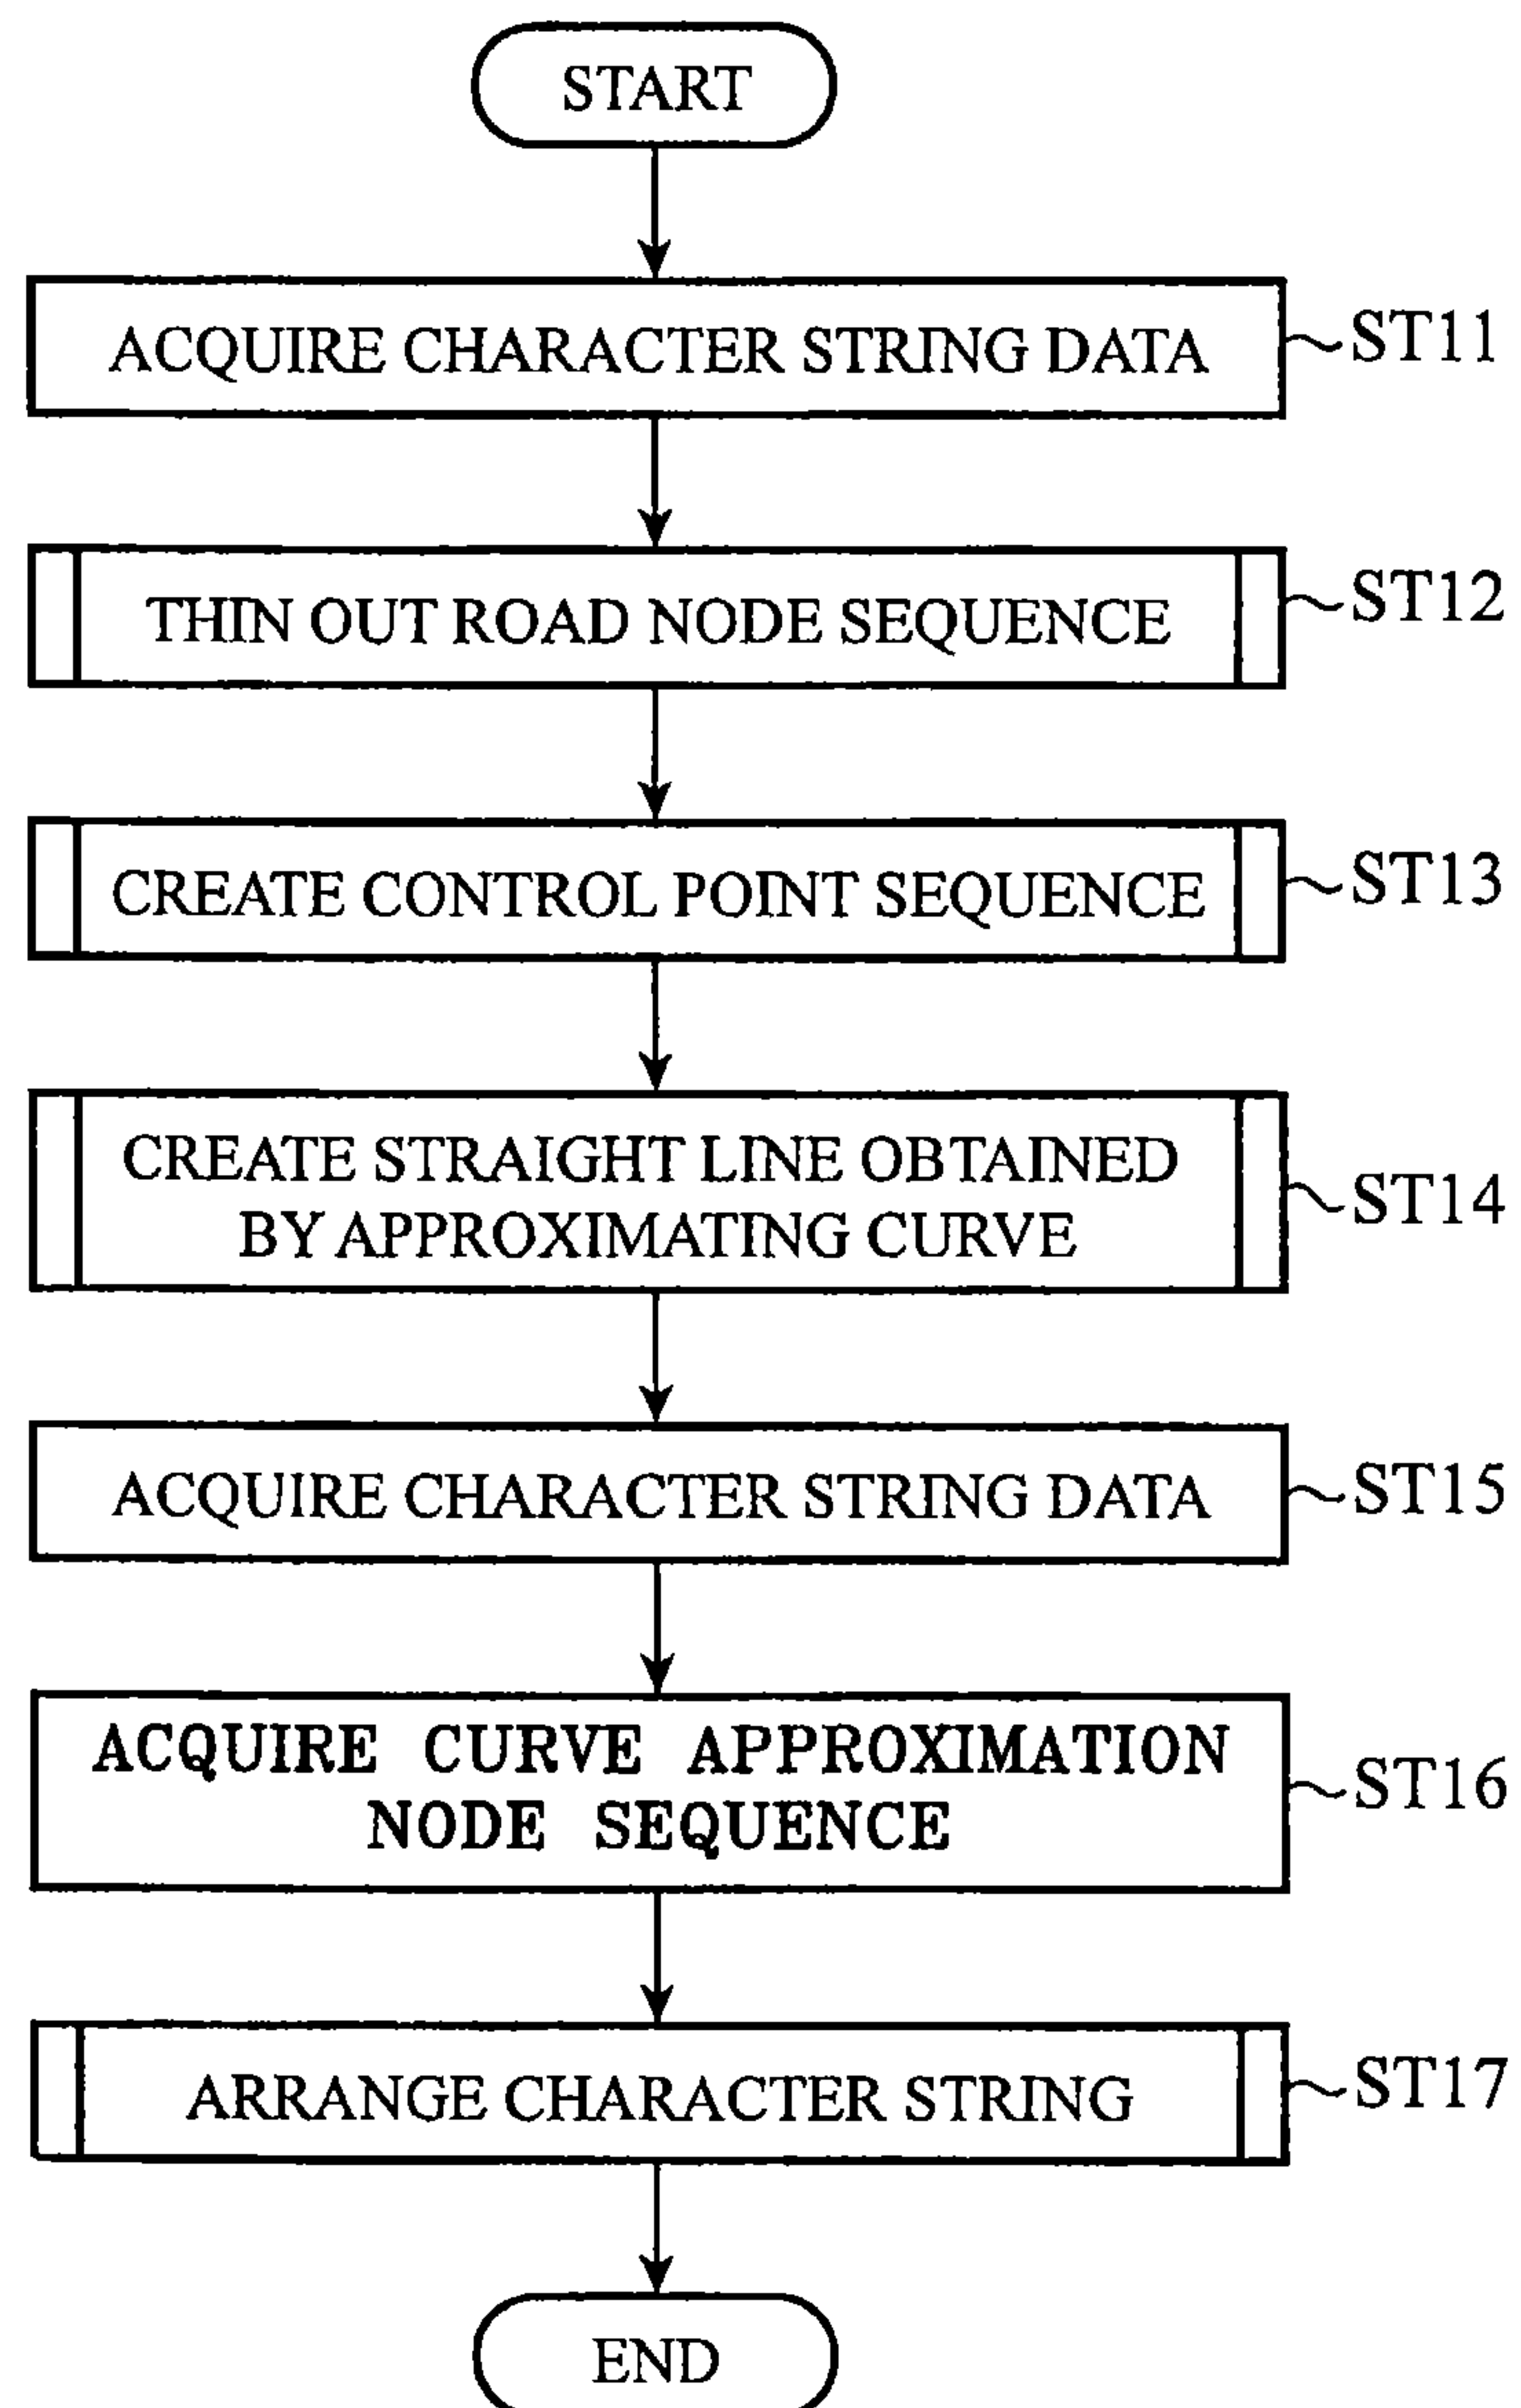 START
ACQUIRE CHARACTER STRING DATA
ST11
THIN OUT ROAD NODE SEQUENCE
ST12
CREATE CONTROL POINT SEQUENCE
ST13
CREATE STRAIGHT LINE OBTAINED
BY APPROXIMATING CURVE
ST14
ACQUIRE CHARACTER STRING DATA
ST15
ACQUIRE CURVE APPROXIMATION
NODE SEQUENCE
ST16
ARRANGE CHARACTER STRING
ST17
END